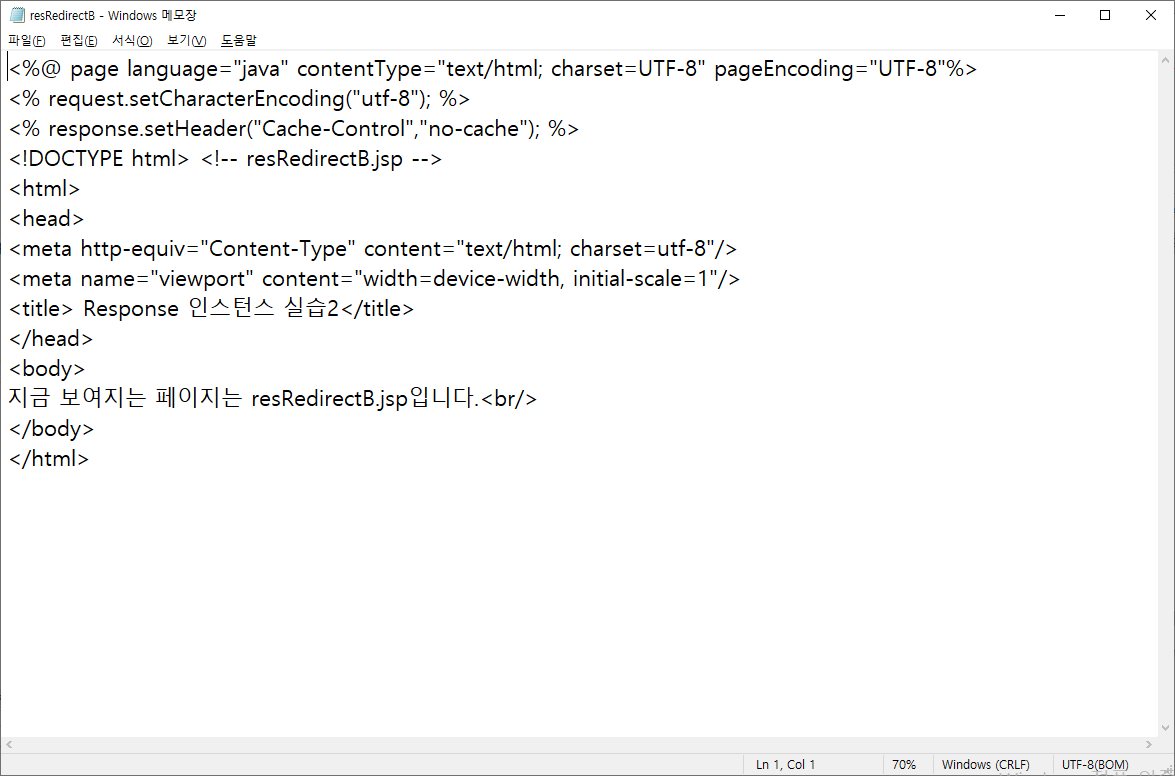 resRedirectB - Windows 메모장
파일(F) 편집(E) 서식(O) 보기(V) 도움말
<%@ page language="java" contentType="text/html; charset=UTF-8" pageEncoding="UTF-8"%>
<% request.setCharacterEncoding("utf-8"); %>
<% response.setHeader("Cache-Control","no-cache"); %>
<!DOCTYPE html> <!-- resRedirectB.jsp -->
<html>
<head>
<meta http-equiv="Content-Type" content="text/html; charset=utf-8"/>
<meta name="viewport" content="width=device-width, initial-scale=1"/>
<title> Response 인스턴스 실습2</title>
</head>
<body>
지금 보여지는 페이지는 resRedirectB.jsp입니다.<br/>
</body>
</html>
Ln 1, Col 1 70% Windows (CRLF) UTF-8(BOM)